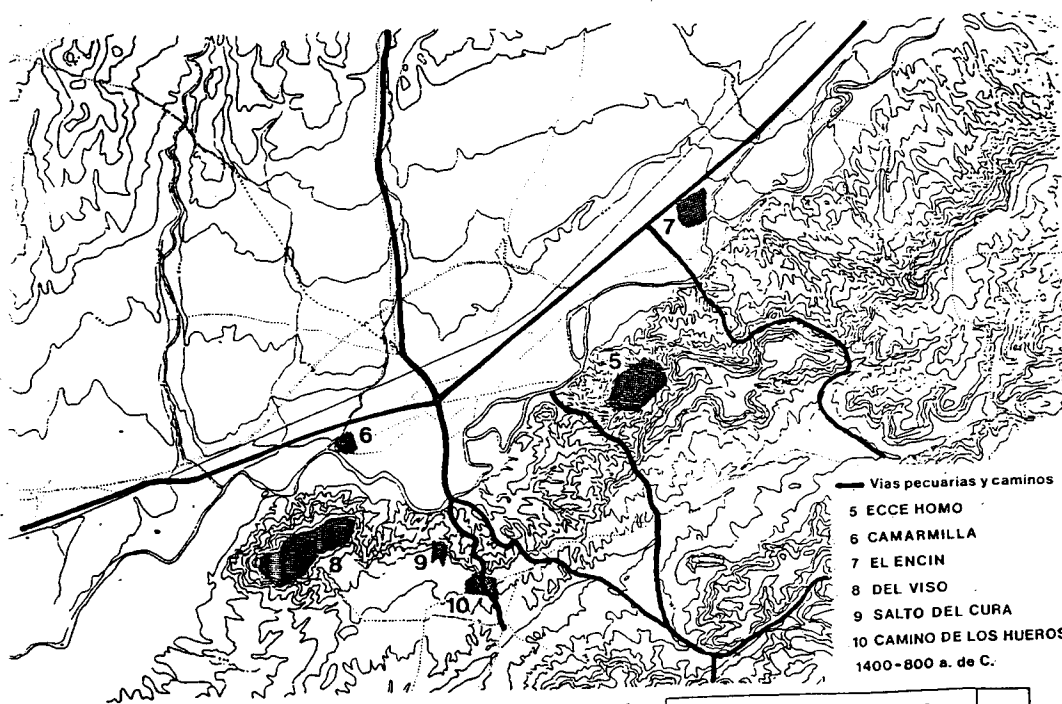 7
5
6
8
9
10
Vias pecuarias y caminos
5 ECCE HOMO
6 CAMARMILLA
7 EL ENCIN
8 DEL VISO
9 SALTO DEL CURA
10 CAMINO DE LOS HUEROS
1400-800 a. de C.